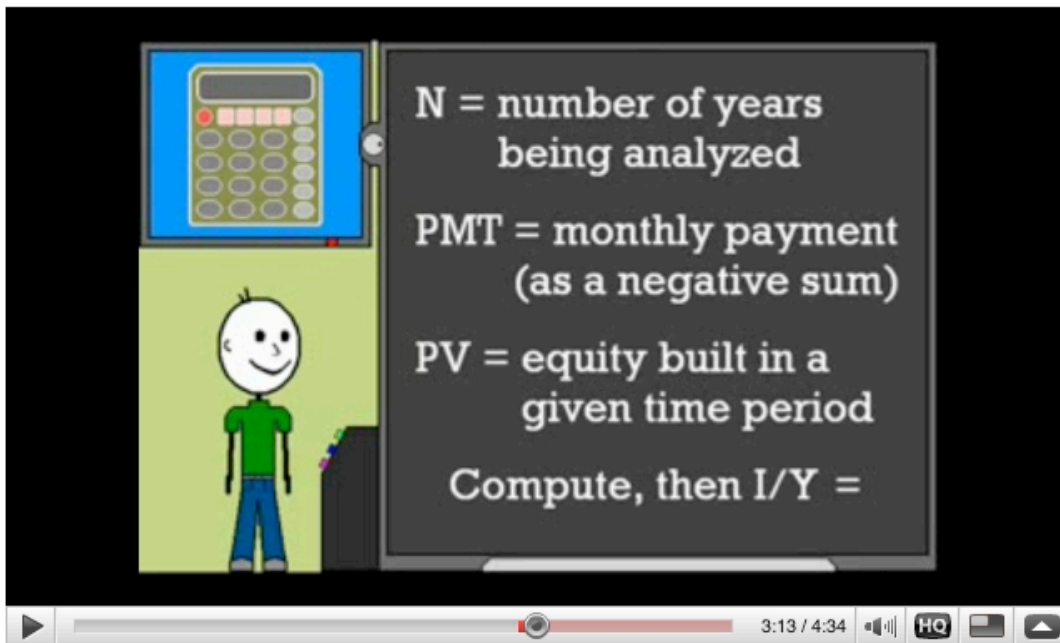 N = number of years
being analyzed
PMT = monthly payment
(as a negative sum)
PV = equity built in a
given time period
Compute, then I/Y =
3:13 / 4:34
HQ